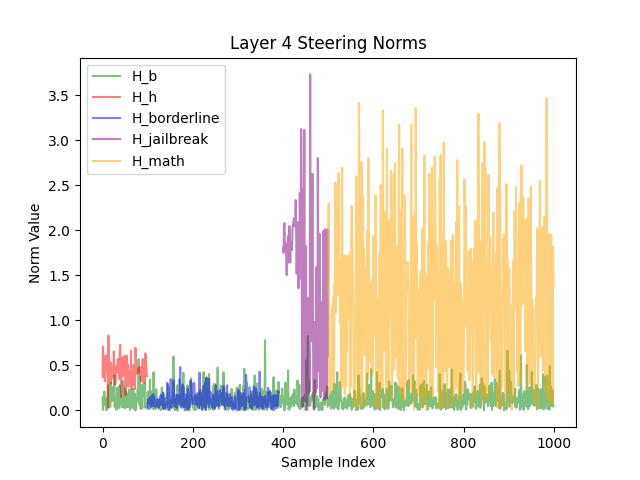 Layer 4 Steering Norms
H_b
H_h
H_borderline
H_jailbreak
H_math
Norm Value
3.5
3.0
2.5
2.0
1.5
1.0
0.5
0.0
0
200
400
600
800
1000
Sample Index